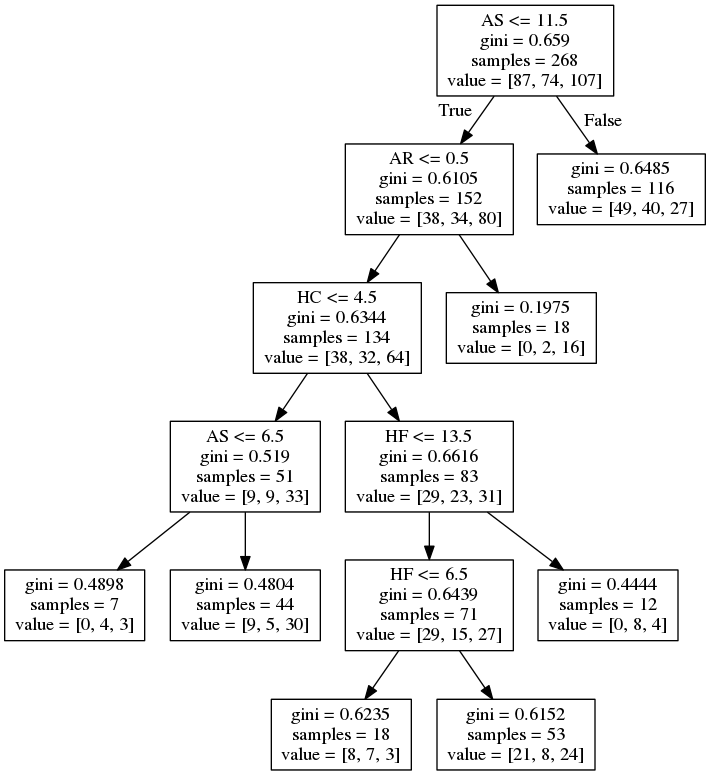 AS <= 11.5
gini = 0.659
samples = 268
value = [87, 74, 107]
True
False
AR <= 0.5
gini = 0.6105
samples = 152
value = [38, 34, 80]
gini = 0.6485
samples = 116
value = [49, 40, 27]
HC <= 4.5
gini = 0.6344
samples = 134
value = [38, 32, 64]
gini = 0.1975
samples = 18
value = [0, 2, 16]
AS <= 6.5
gini = 0.519
samples = 51
value = [9, 9, 33]
HF <= 13.5
gini = 0.6616
samples = 83
value = [29, 23, 31]
gini = 0.4898
samples = 7
value = [0, 4, 3]
gini = 0.4804
samples = 44
value = [9, 5, 30]
HF <= 6.5
gini = 0.6439
samples = 71
value = [29, 15, 27]
gini = 0.4444
samples = 12
value = [0, 8, 4]
gini = 0.6235
samples = 18
value = [8, 7, 3]
gini = 0.6152
samples = 53
value = [21, 8, 24]